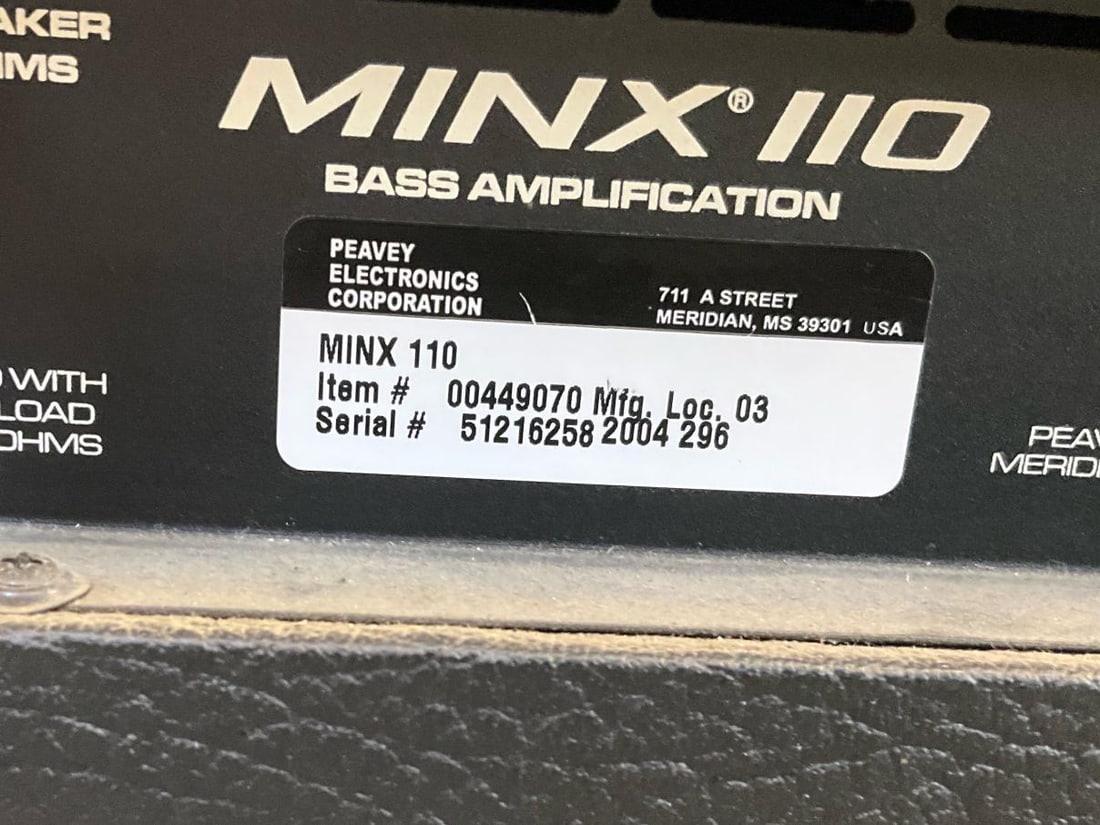 AKER
MS
MINX® 110
BASS AMPLIFICATION
PEAVEY
ELECTRONICS
CORPORATION
711 A STREET
MERIDIAN, MS 39301 USA
MINX 110
Item # 00449070 Mfg. Loc. 03
Serial # 51216258 2004 296
WITH
LOAD
OHMS
PEAV
MERIDI